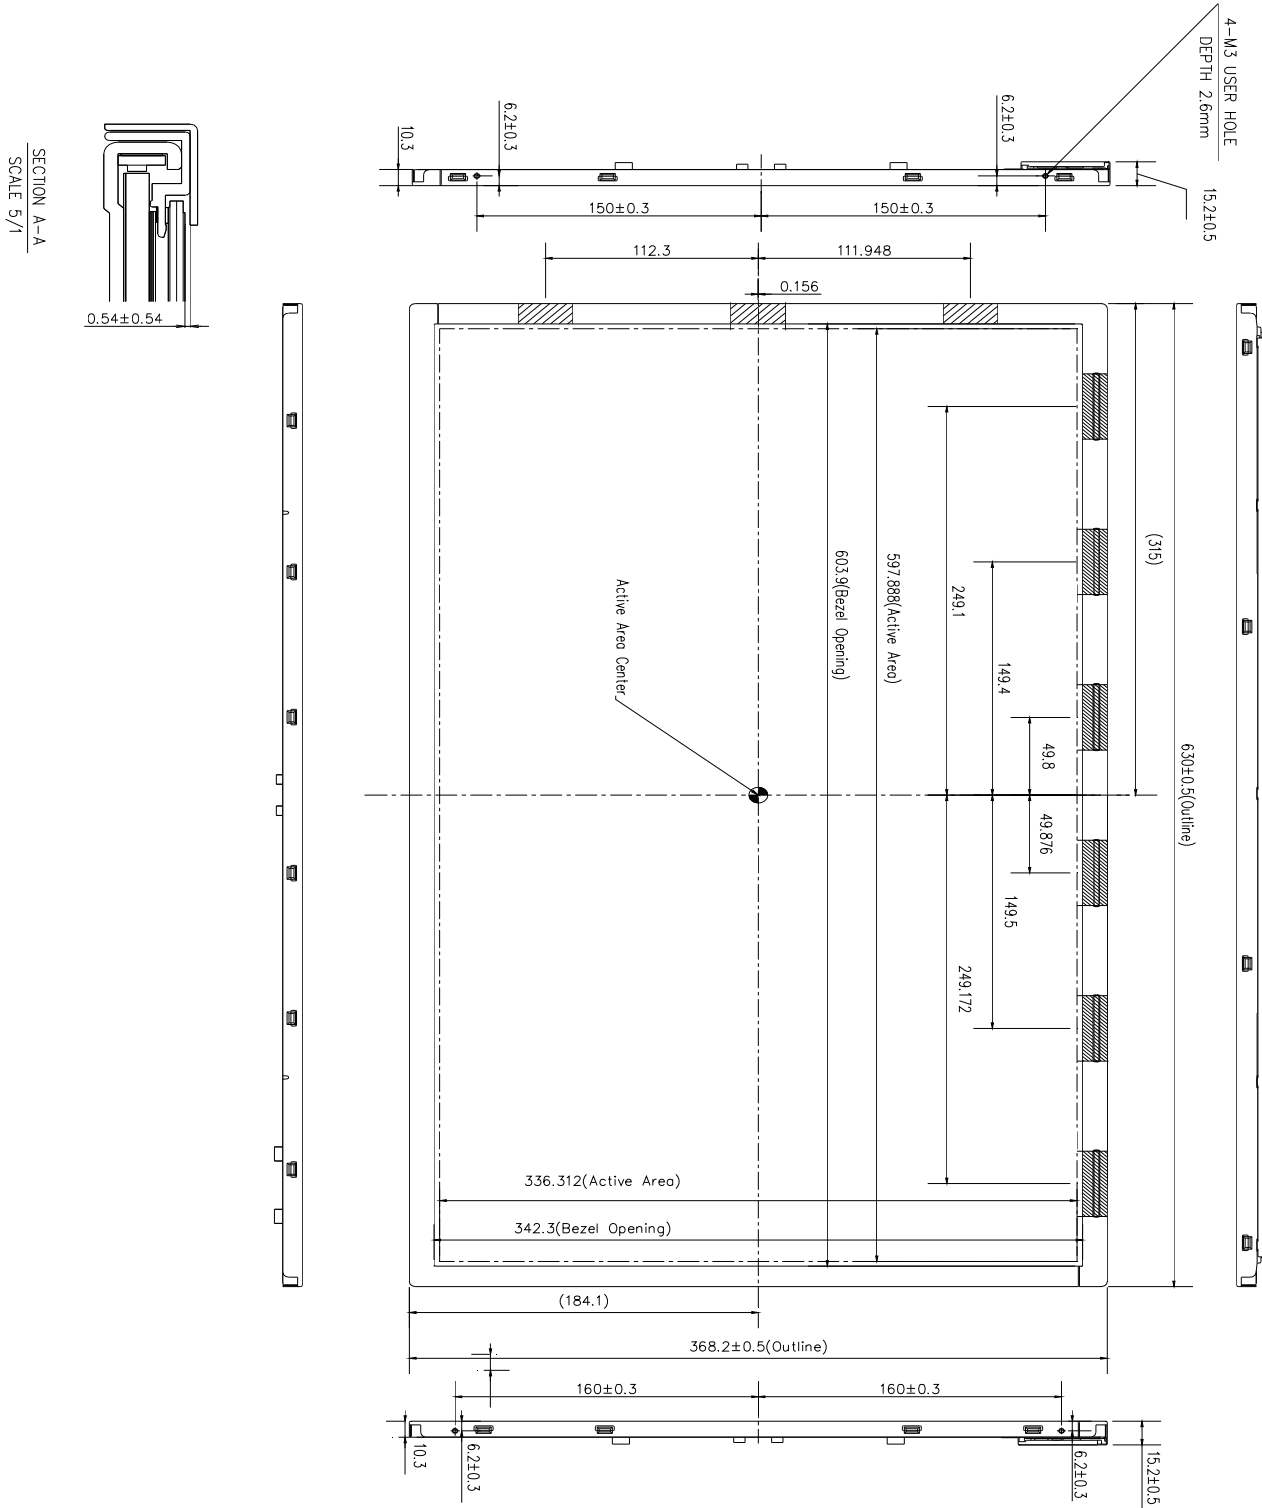 4-M3 USER HOLE
DEPTH 2.6mm
6.2±0.3
10.3
6.2±0.3
15.2±0.5
150±0.3
150±0.3
SECTION A-A
SCALE 5/1
0.54±0.54
112.3
111.948
0.156
(315)
630±0.5(Outline)
603.9(Bezel Opening)
597.888(Active Area)
249.1
149.4
49.8
Active Area Center
49.876
149.5
249.172
336.312(Active Area)
342.3(Bezel Opening)
(184.1)
368.2±0.5(Outline)
160±0.3
160±0.3
10.3
6.2±0.3
6.2±0.3
15.2±0.5